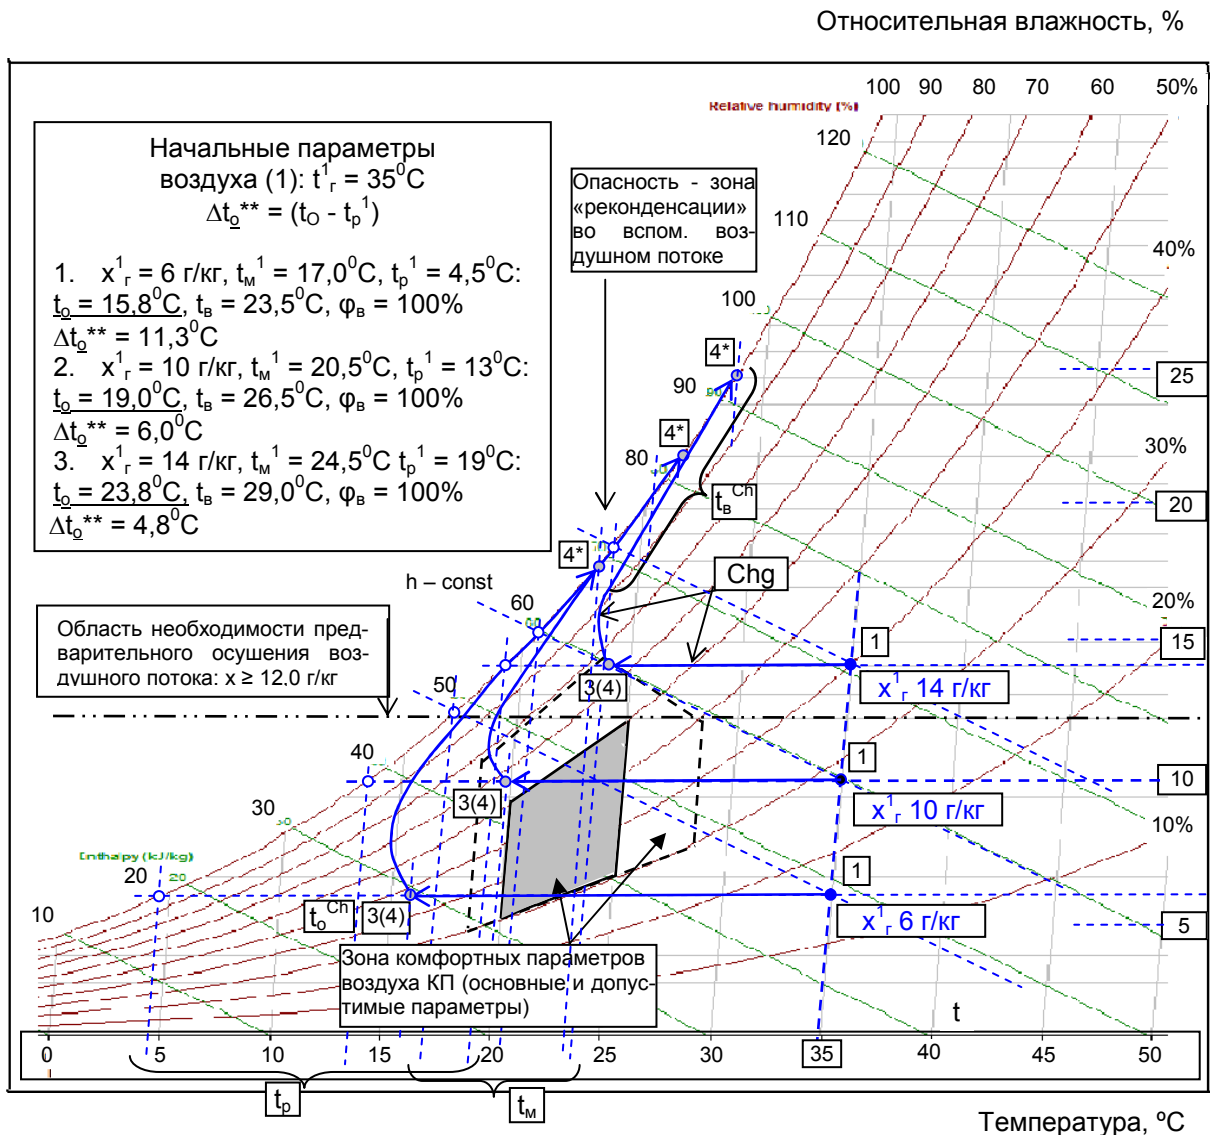 Относительная влажность, %
100 90 80 70 60 50%
Relative humidity (%)
120
110
100
90
80
60
50
40
30
20
10
40%
30%
20%
10%
Начальные параметры
воздуха (1): t¹г = 35⁰C
Δto** = (tO - tр¹)
1. x¹г = 6 г/кг, tм¹ = 17,0⁰C, tр¹ = 4,5⁰C:
to = 15,8⁰C, tв = 23,5⁰C, φв = 100%
Δto** = 11,3⁰C
2. x¹г = 10 г/кг, tм¹ = 20,5⁰C, tр¹ = 13⁰C:
to = 19,0⁰C, tв = 26,5⁰C, φв = 100%
Δto** = 6,0⁰C
3. x¹г = 14 г/кг, tм¹ = 24,5⁰C tр¹ = 19⁰C:
to = 23,8⁰C, tв = 29,0⁰C, φв = 100%
Δto** = 4,8⁰C
Опасность - зона
«реконденсации»
во вспом. воз-
душном потоке
4*
4*
4*
tвCh
Chg
h – const
Область необходимости пред-
варительного осушения воз-
душного потока: x ≥ 12,0 г/кг
25
20
15
10
5
1
3(4)
x¹г 14 г/кг
1
3(4)
x¹г 10 г/кг
1
toCh
3(4)
x¹г 6 г/кг
Enthalpy (kJ/kg)
20
90
Зона комфортных параметров
воздуха КП (основные и допус-
тимые параметры)
t
0 5 15 20 25 30 35 40 45 50
tр
tм
Температура, ºC